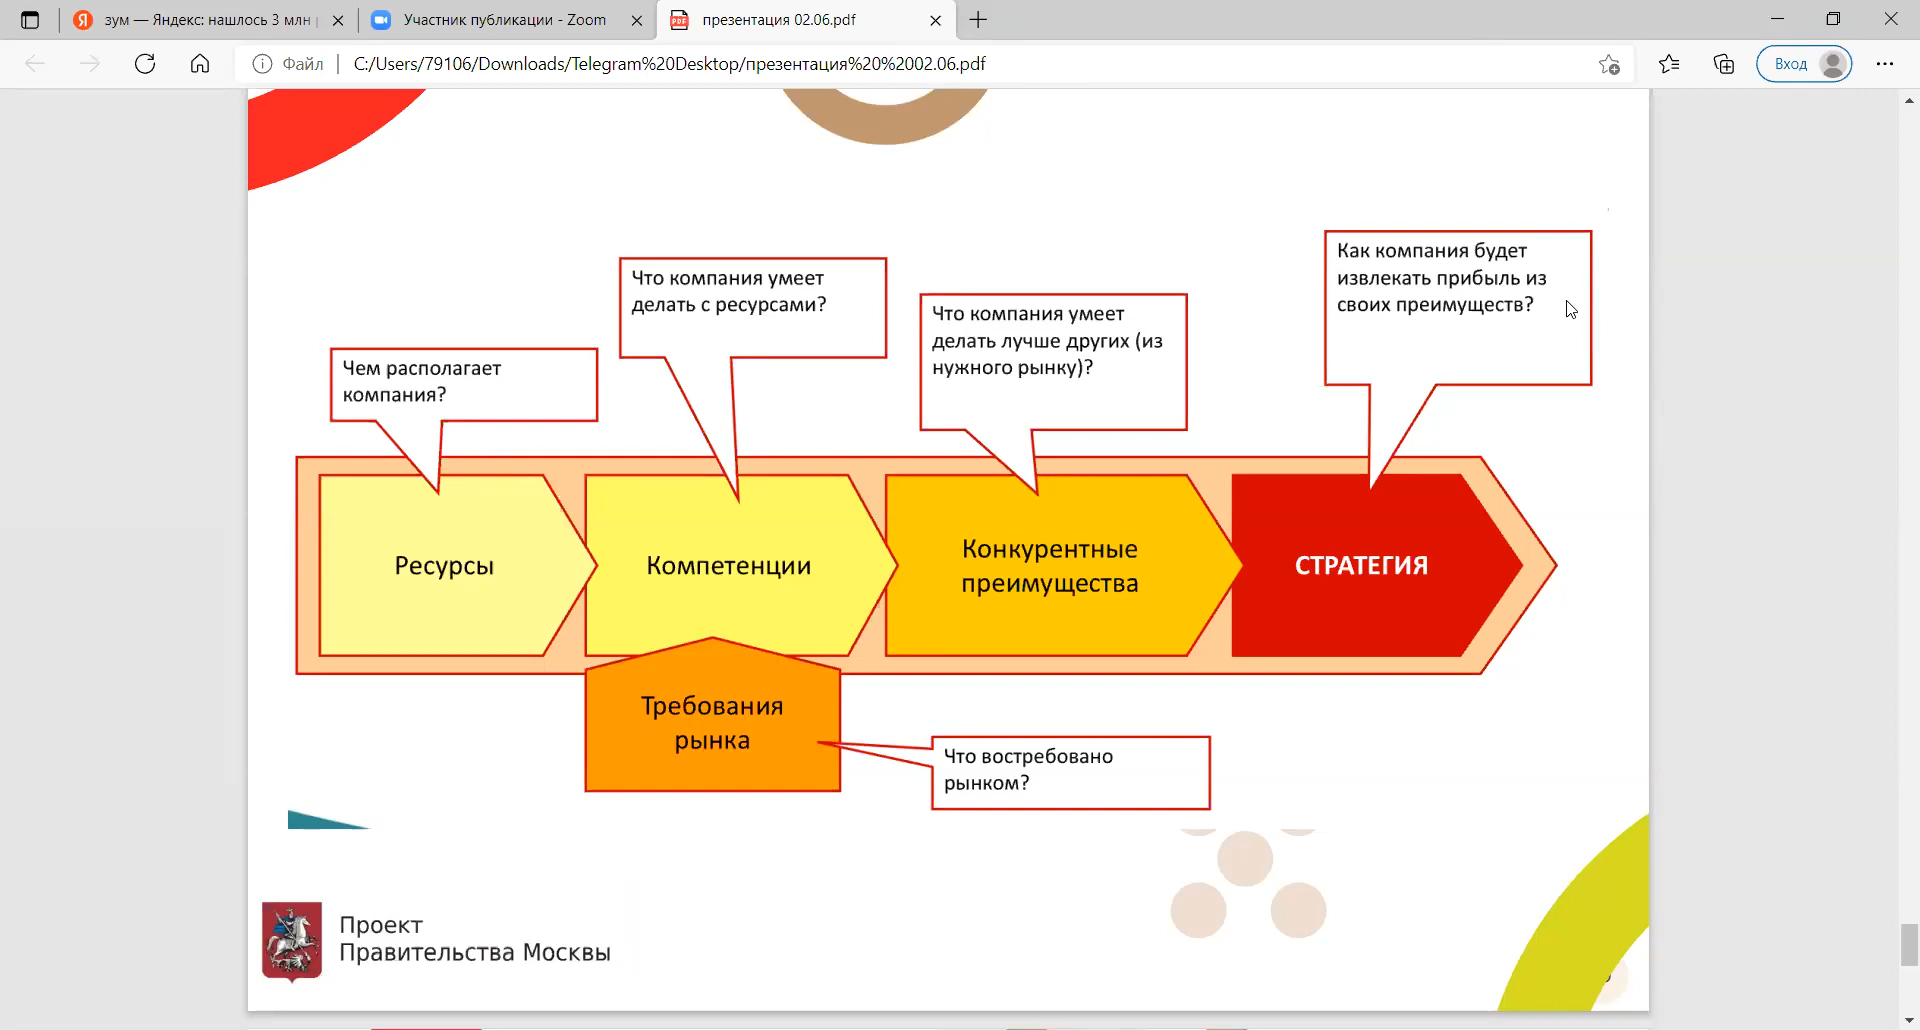 зум — Яндекс: нашлось 3 млн
Участник публикации - Zoom
PDF
презентация 02.06.pdf
Файл
C:/Users/79106/Downloads/Telegram%20Desktop/презентация%20%2002.06.pdf
Вход
Как компания будет
извлекать прибыль из
своих преимуществ?
Что компания умеет
делать с ресурсами?
Что компания умеет
делать лучше других (из
нужного рынку)?
Чем располагает
компания?
Ресурсы
Компетенции
Конкурентные
преимущества
СТРАТЕГИЯ
Требования
рынка
Что востребовано
рынком?
Проект
Правительства Москвы